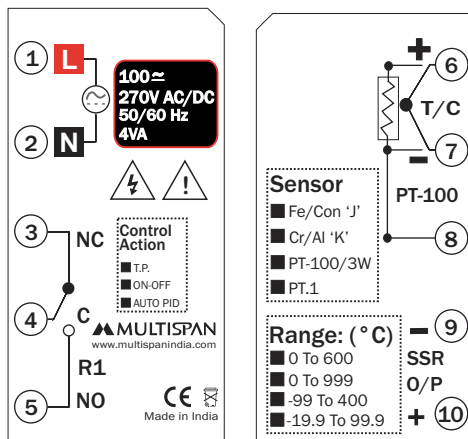 1 L
100≃
270V AC/DC
50/60 Hz
4VA
2 N
3 NC
Control
Action
■ T.P.
■ ON-OFF
■ AUTO PID
4 C
MULTISPAN
www.multispanindia.com
R1
5 NO
CE
Made in India
+ 6
T/C
- 7
PT-100
Sensor
■ Fe/Con ‘J’
■ Cr/Al ‘K’
■ PT-100/3W
■ PT.1
8
Range: (°C)
■ 0 To 600
■ 0 To 999
■ -99 To 400
■ -19.9 To 99.9
- 9
SSR
O/P
+ 10